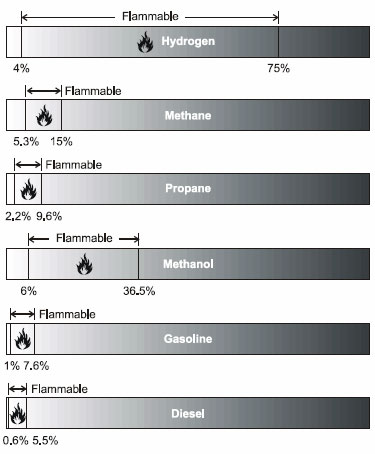 Flammable
Hydrogen
4% 75%
Flammable
Methane
5.3% 15%
Flammable
Propane
2.2% 9.6%
Flammable
Methanol
6% 36.5%
Flammable
Gasoline
1% 7.6%
Flammable
Diesel
0.6% 5.5%